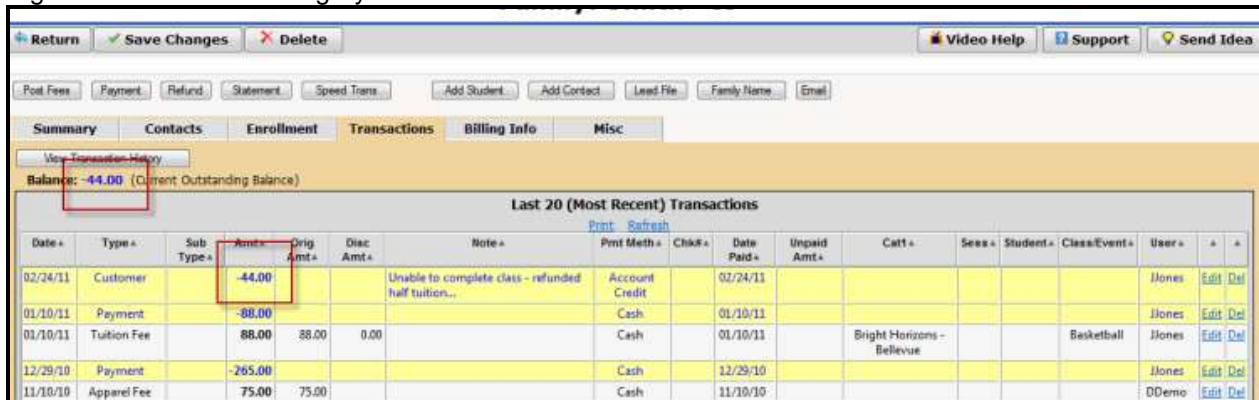 Return Save Changes Delete Video Help Support Send Idea
Post Fees Payment Refund Statement Speed Trans Add Student Add Contact Lead File Family Name Email
Summary Contacts Enrollment Transactions Billing Info Misc
View Transaction History
Balance: -44.00 (Current Outstanding Balance)
Last 20 (Most Recent) Transactions
Print Refresh
Date Type Sub Type Amt Orig Amt Disc Amt Note Pmt Meth Chk# Date Paid Unpaid Amt Cat1 Sess Student Class/Event User
02/24/11 Customer -44.00 Unable to complete class - refunded half tuition... Account Credit 02/24/11 JJones Edit Del
01/10/11 Payment -88.00 Cash 01/10/11 JJones Edit Del
01/10/11 Tuition Fee 88.00 88.00 0.00 Cash 01/10/11 Bright Horizons - Bellevue Basketball JJones Edit Del
12/29/10 Payment -265.00 Cash 12/29/10 JJones Edit Del
11/10/10 Apparel Fee 75.00 75.00 Cash 11/10/10 DDemo Edit Del